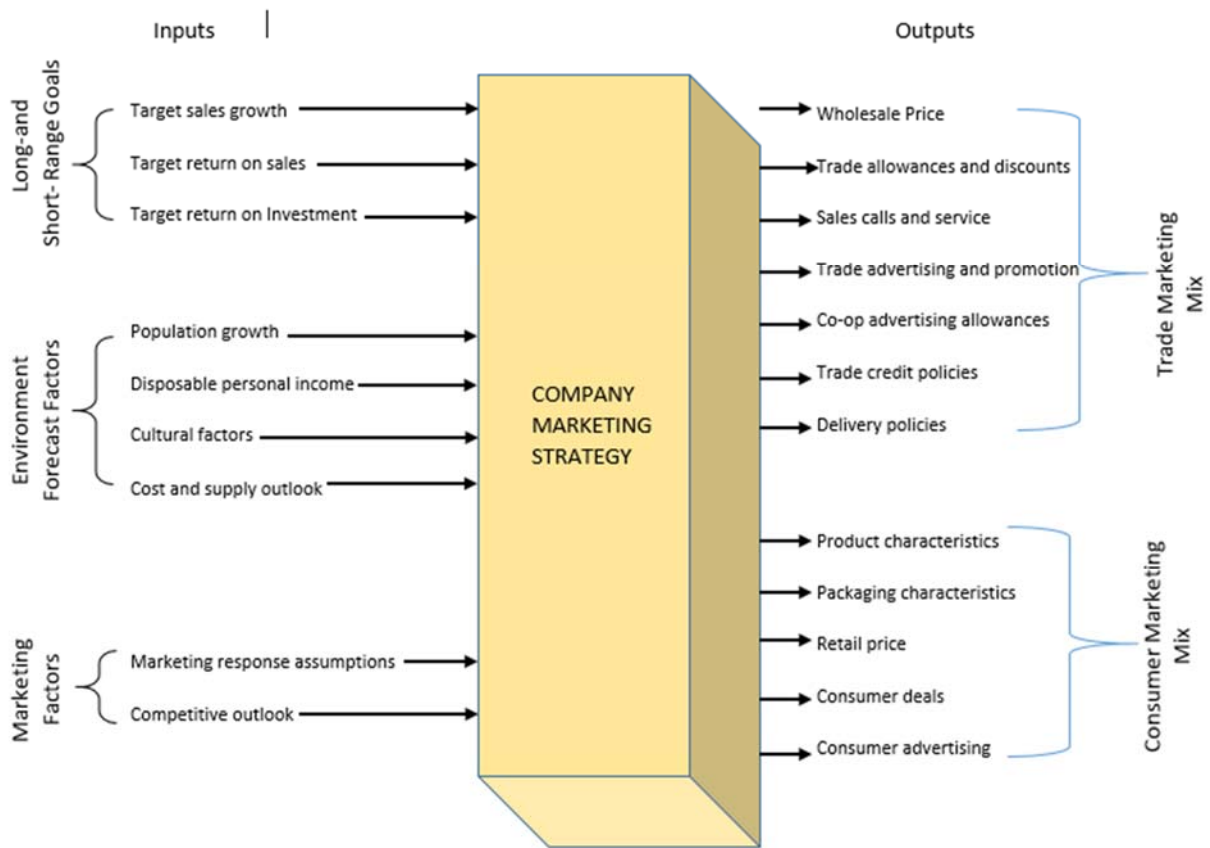 Inputs
Outputs
Long-and
Short- Range Goals
Target sales growth
Target return on sales
Target return on Investment
Environment
Forecast Factors
Population growth
Disposable personal income
Cultural factors
Cost and supply outlook
Marketing
Factors
Marketing response assumptions
Competitive outlook
COMPANY
MARKETING
STRATEGY
Wholesale Price
Trade allowances and discounts
Sales calls and service
Trade advertising and promotion
Co-op advertising allowances
Trade credit policies
Delivery policies
Trade Marketing
Mix
Product characteristics
Packaging characteristics
Retail price
Consumer deals
Consumer advertising
Consumer Marketing
Mix